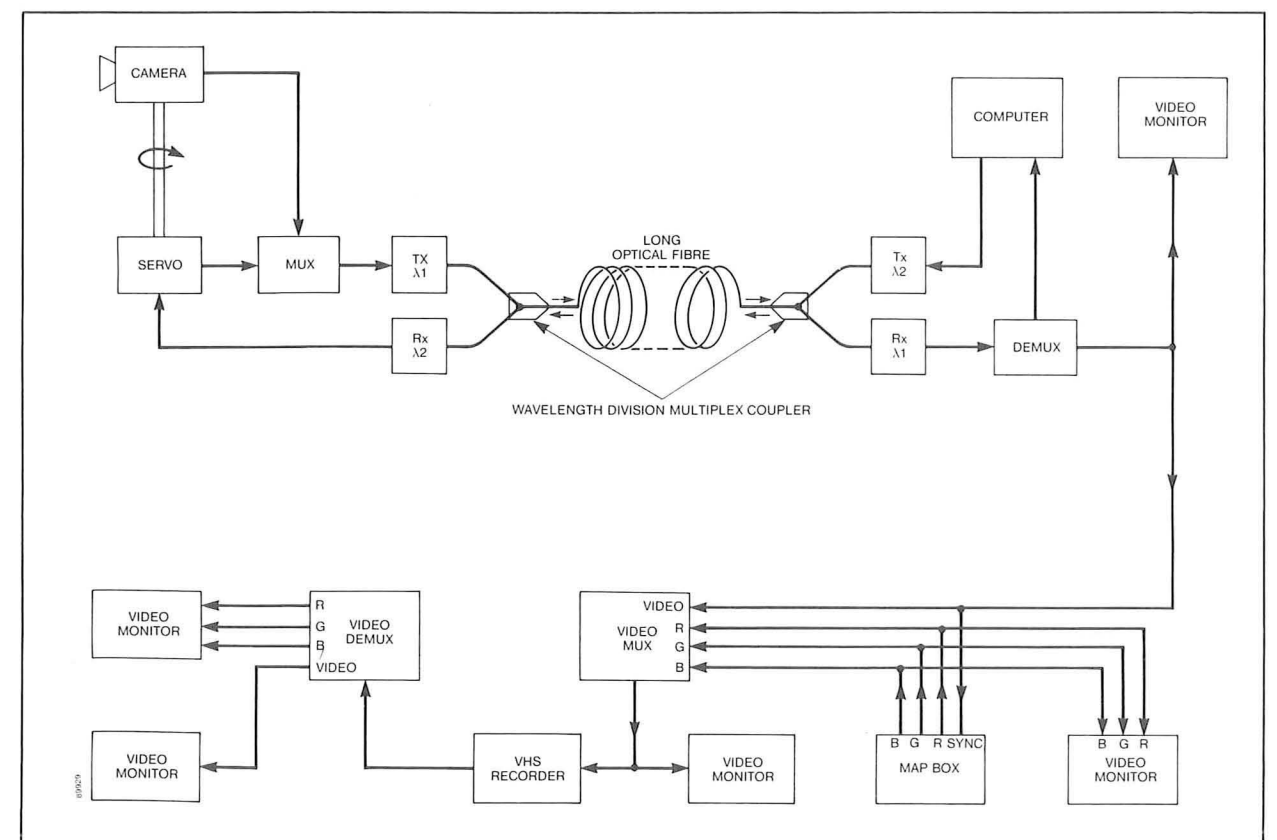 CAMERA
COMPUTER
VIDEO
MONITOR
SERVO
MUX
TX
λ1
LONG
OPTICAL FIBRE
Tx
λ2
Rx
λ2
Rx
λ1
DEMUX
WAVELENGTH DIVISION MULTIPLEX COUPLER
VIDEO
MONITOR
R
G
B
VIDEO
VIDEO
DEMUX
VIDEO
R
G
B
VIDEO
MUX
VIDEO
MONITOR
VHS
RECORDER
VIDEO
MONITOR
B G R SYNC
MAP BOX
B G R
VIDEO
MONITOR
89929